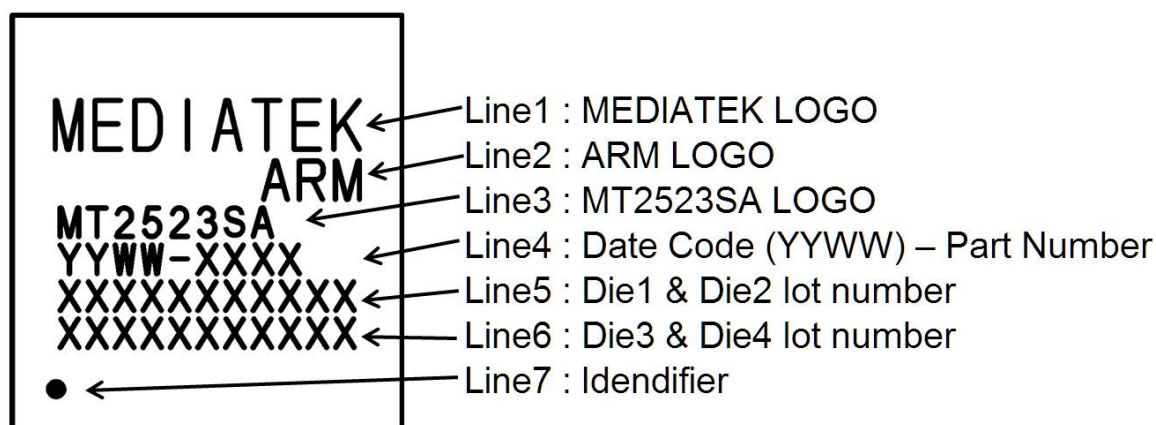 MEDIATEK
ARM
MT2523SA
YYWW-XXXX
XXXXXXXXXXX
XXXXXXXXXXX
Line1 : MEDIATEK LOGO
Line2 : ARM LOGO
Line3 : MT2523SA LOGO
Line4 : Date Code (YYWW) – Part Number
Line5 : Die1 & Die2 lot number
Line6 : Die3 & Die4 lot number
Line7 : Idendifier